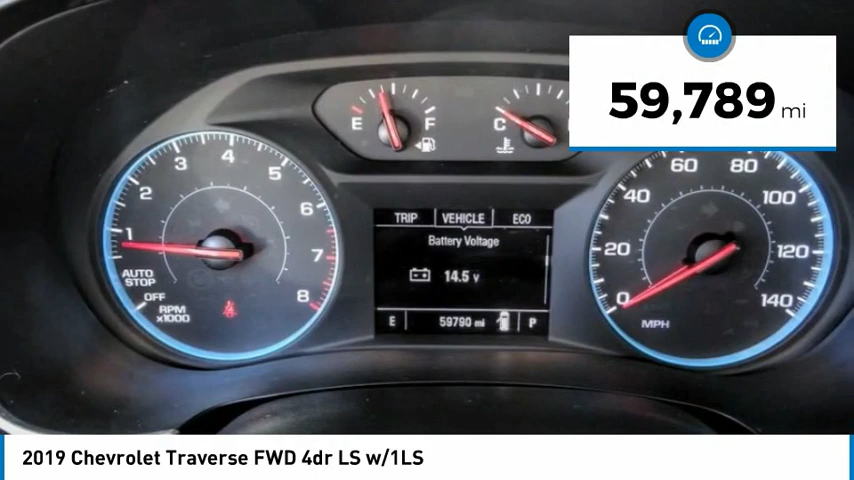 59,789 mi
E F C
1 2 3 4 5 6 7 8
AUTO STOP
OFF
RPM x1000
TRIP VEHICLE ECO
Battery Voltage
14.5 v
E 59790 mi P
0 20 40 60 80 100 120 140
MPH
2019 Chevrolet Traverse FWD 4dr LS w/1LS